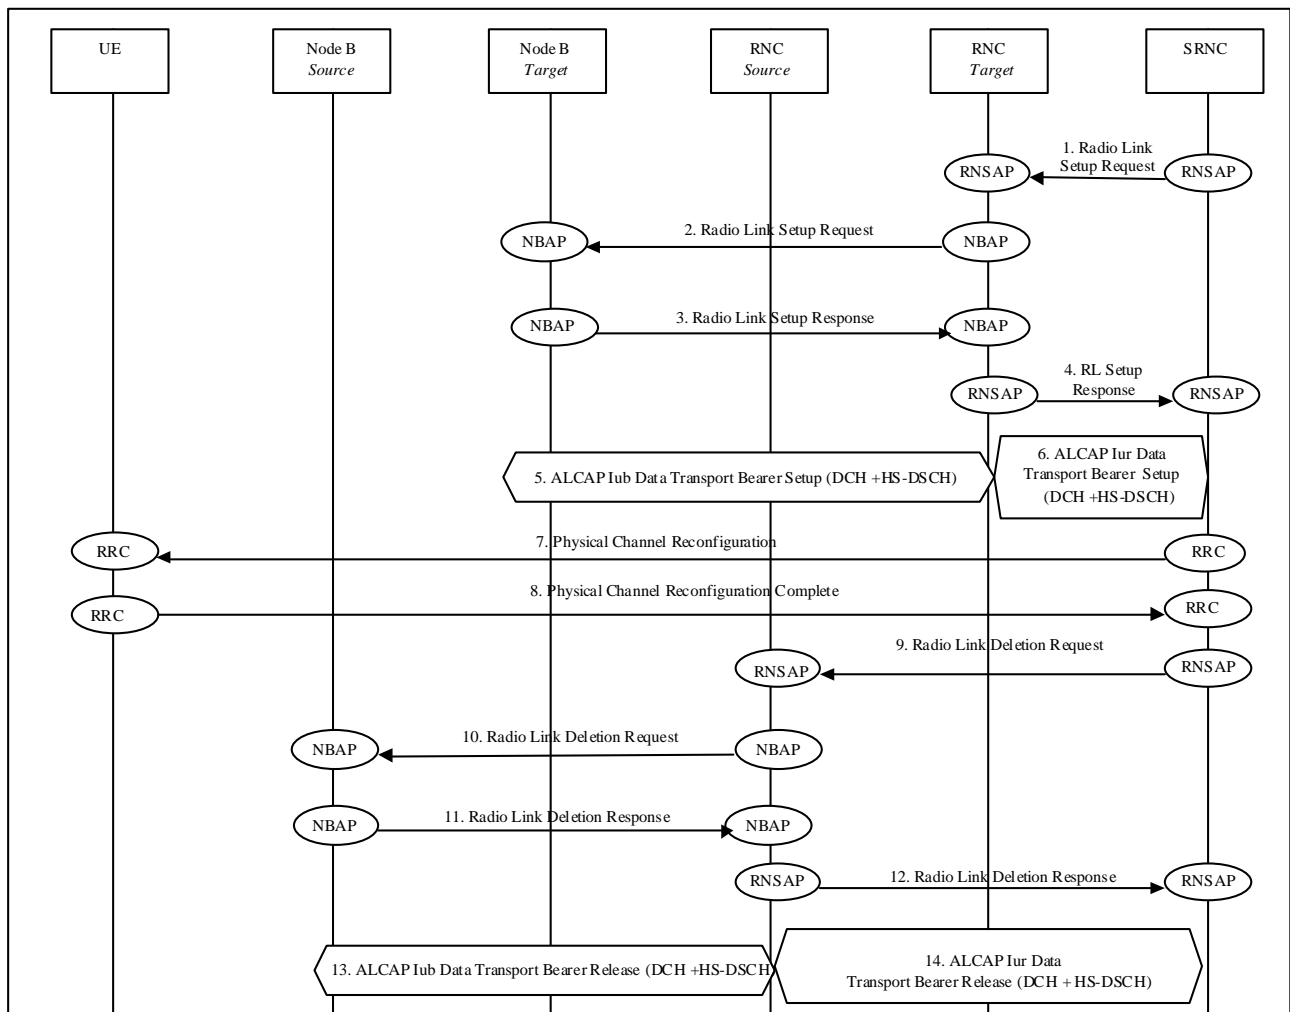 UE
Node B
Source
Node B
Target
RNC
Source
RNC
Target
SRNC
1. Radio Link
Setup Request
RNSAP
RNSAP
2. Radio Link Setup Request
NBAP
NBAP
3. Radio Link Setup Response
NBAP
NBAP
4. RL Setup
Response
RNSAP
RNSAP
5. ALCAP Iub Data Transport Bearer Setup (DCH +HS-DSCH)
6. ALCAP Iur Data
Transport Bearer Setup
(DCH +HS-DSCH)
7. Physical Channel Reconfiguration
RRC
RRC
8. Physical Channel Reconfiguration Complete
RRC
RRC
9. Radio Link Deletion Request
RNSAP
RNSAP
10. Radio Link Deletion Request
NBAP
NBAP
11. Radio Link Deletion Response
NBAP
NBAP
RNSAP
12. Radio Link Deletion Response
RNSAP
13. ALCAP Iub Data Transport Bearer Release (DCH +HS-DSCH
14. ALCAP Iur Data
Transport Bearer Release (DCH + HS-DSCH)